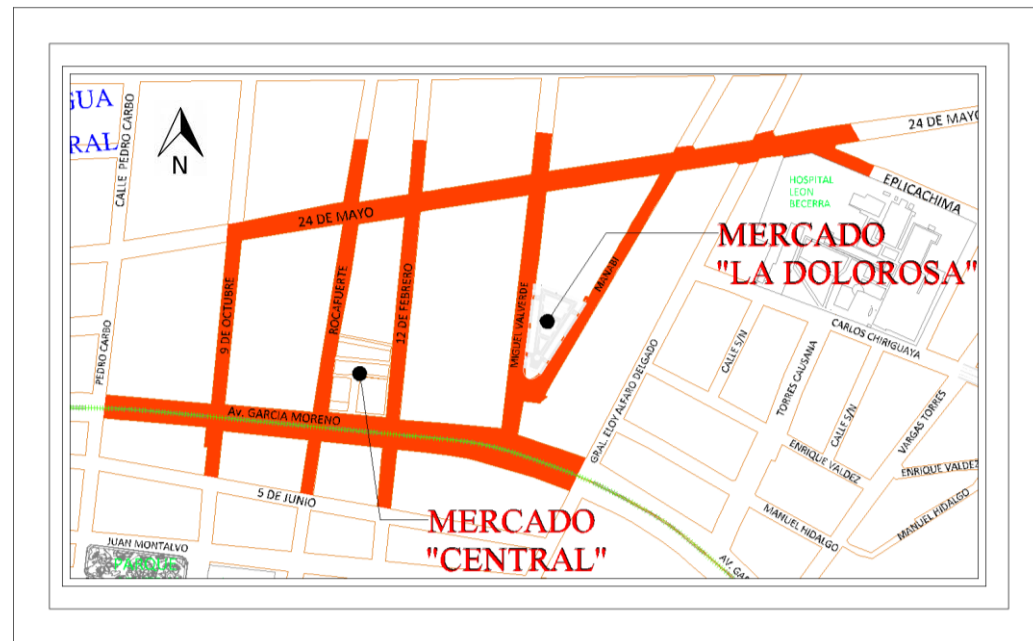 GUA
RAL
CALLE PEDRO CARBO
N
24 DE MAYO
24 DE MAYO
EPLICACHIMA
HOSPITAL
LEON
BECERRA
MERCADO
"LA DOLOROSA"
9 DE OCTUBRE
ROCAFUERTE
12 DE FEBRERO
MIGUEL VALVERDE
MANABI
PEDRO CARBO
CARLOS CHIRIGUAYA
CALLE S/N
TORRES CAUSANA
CALLE S/N
VARGAS TORRES
GRAL. ELOY ALFARO DELGADO
Av. GARCIA MORENO
ENRIQUE VALDEZ
ENRIQUE VALDEZ
5 DE JUNIO
MERCADO
"CENTRAL"
MANUEL HIDALGO
MANUEL HIDALGO
JUAN MONTALVO
PARQUE
AV. GAR